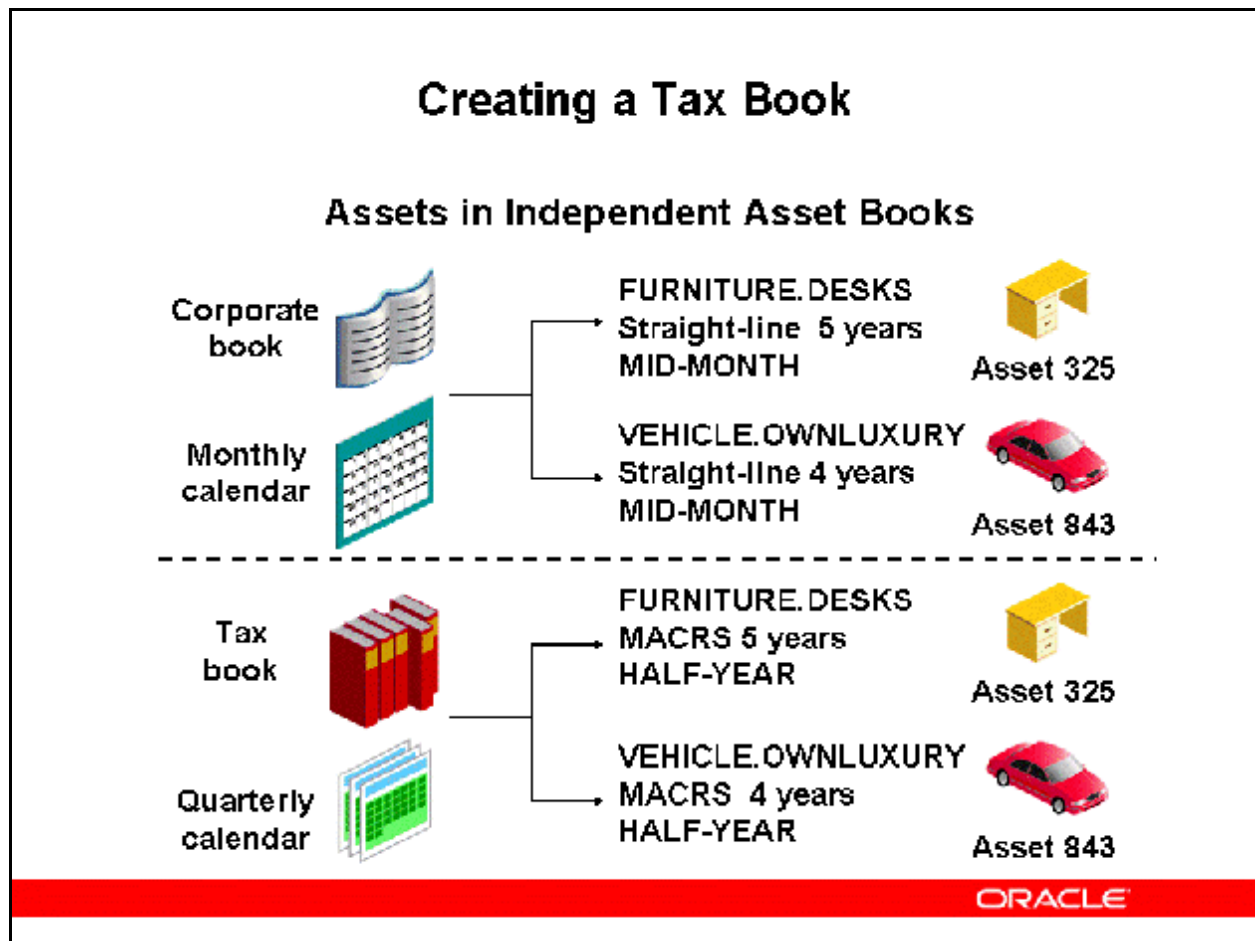 Creating a Tax Book
Assets in Independent Asset Books
Corporate
book
FURNITURE.DESKS
Straight-line 5 years
MID-MONTH
Asset 325
Monthly
calendar
VEHICLE.OWNLUXURY
Straight-line 4 years
MID-MONTH
Asset 843
Tax
book
FURNITURE.DESKS
MACRS 5 years
HALF-YEAR
Asset 325
Quarterly
calendar
VEHICLE.OWNLUXURY
MACRS 4 years
HALF-YEAR
Asset 843
ORACLE